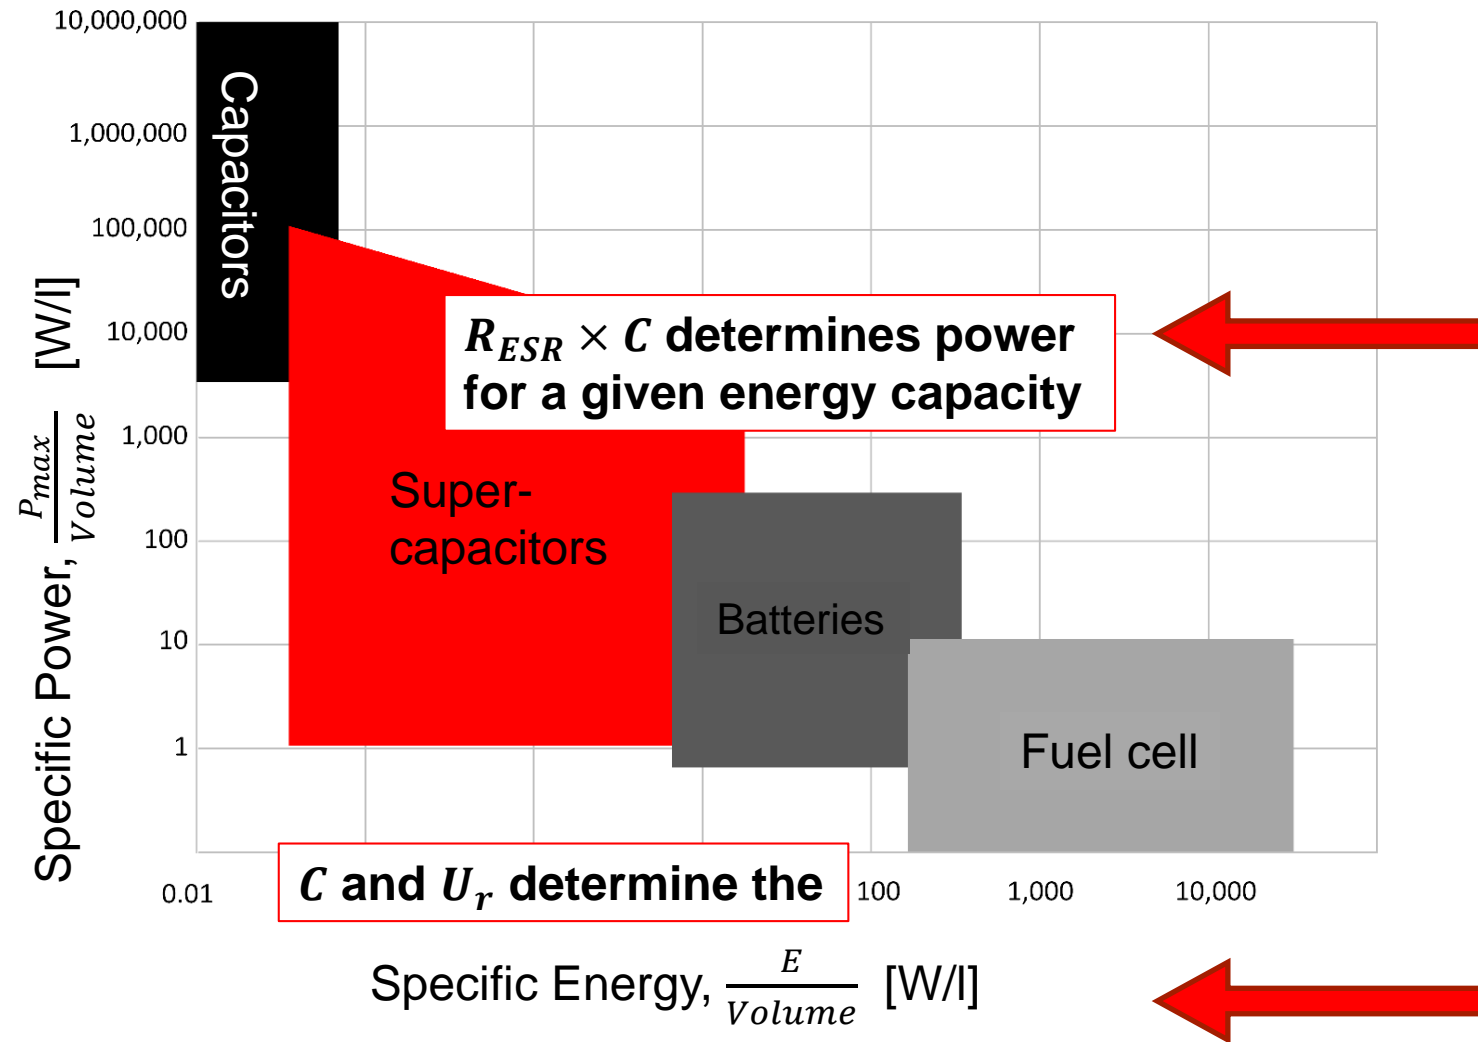 10,000,000
1,000,000
100,000
10,000
1,000
100
10
1
Specific Power, P_max / Volume [W/l]
Capacitors
R_ESR × C determines power
for a given energy capacity
Super-
capacitors
Batteries
Fuel cell
C and U_r determine the
0.01
100
1,000
10,000
Specific Energy, E / Volume [W/l]